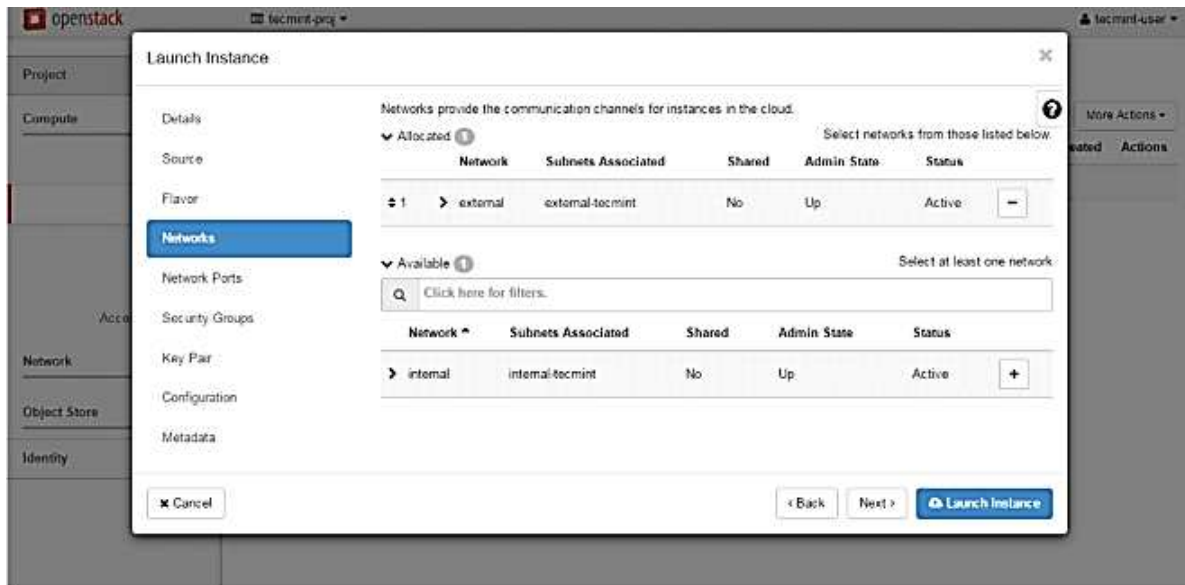 openstack
tecmint-proj
tecmint-user
Launch Instance
Project
Compute
Network
Object Store
Identity
More Actions
Actions
Details
Source
Flavor
Networks
Network Ports
Security Groups
Key Pair
Configuration
Metadata
Networks provide the communication channels for instances in the cloud.
Allocated 1
Select networks from those listed below.
Network Subnets Associated Shared Admin State Status
1 external external-tecmint No Up Active
Available 1
Select at least one network
Click here for filters.
Network Subnets Associated Shared Admin State Status
internal internal-tecmint No Up Active
Cancel
Back
Next
Launch Instance